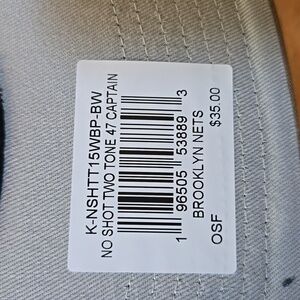 K-NSHTT15WBP-BW
NO SHOT TWO TONE 47 CAPTAIN
1 96505 53889 3
BROOKLYN NETS
OSF $35.00